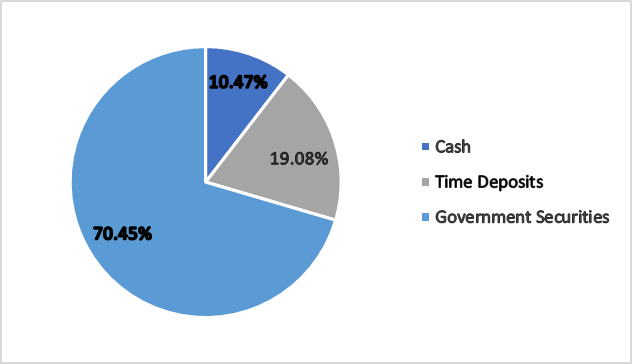 10.47%
19.08%
70.45%
Cash
Time Deposits
Government Securities